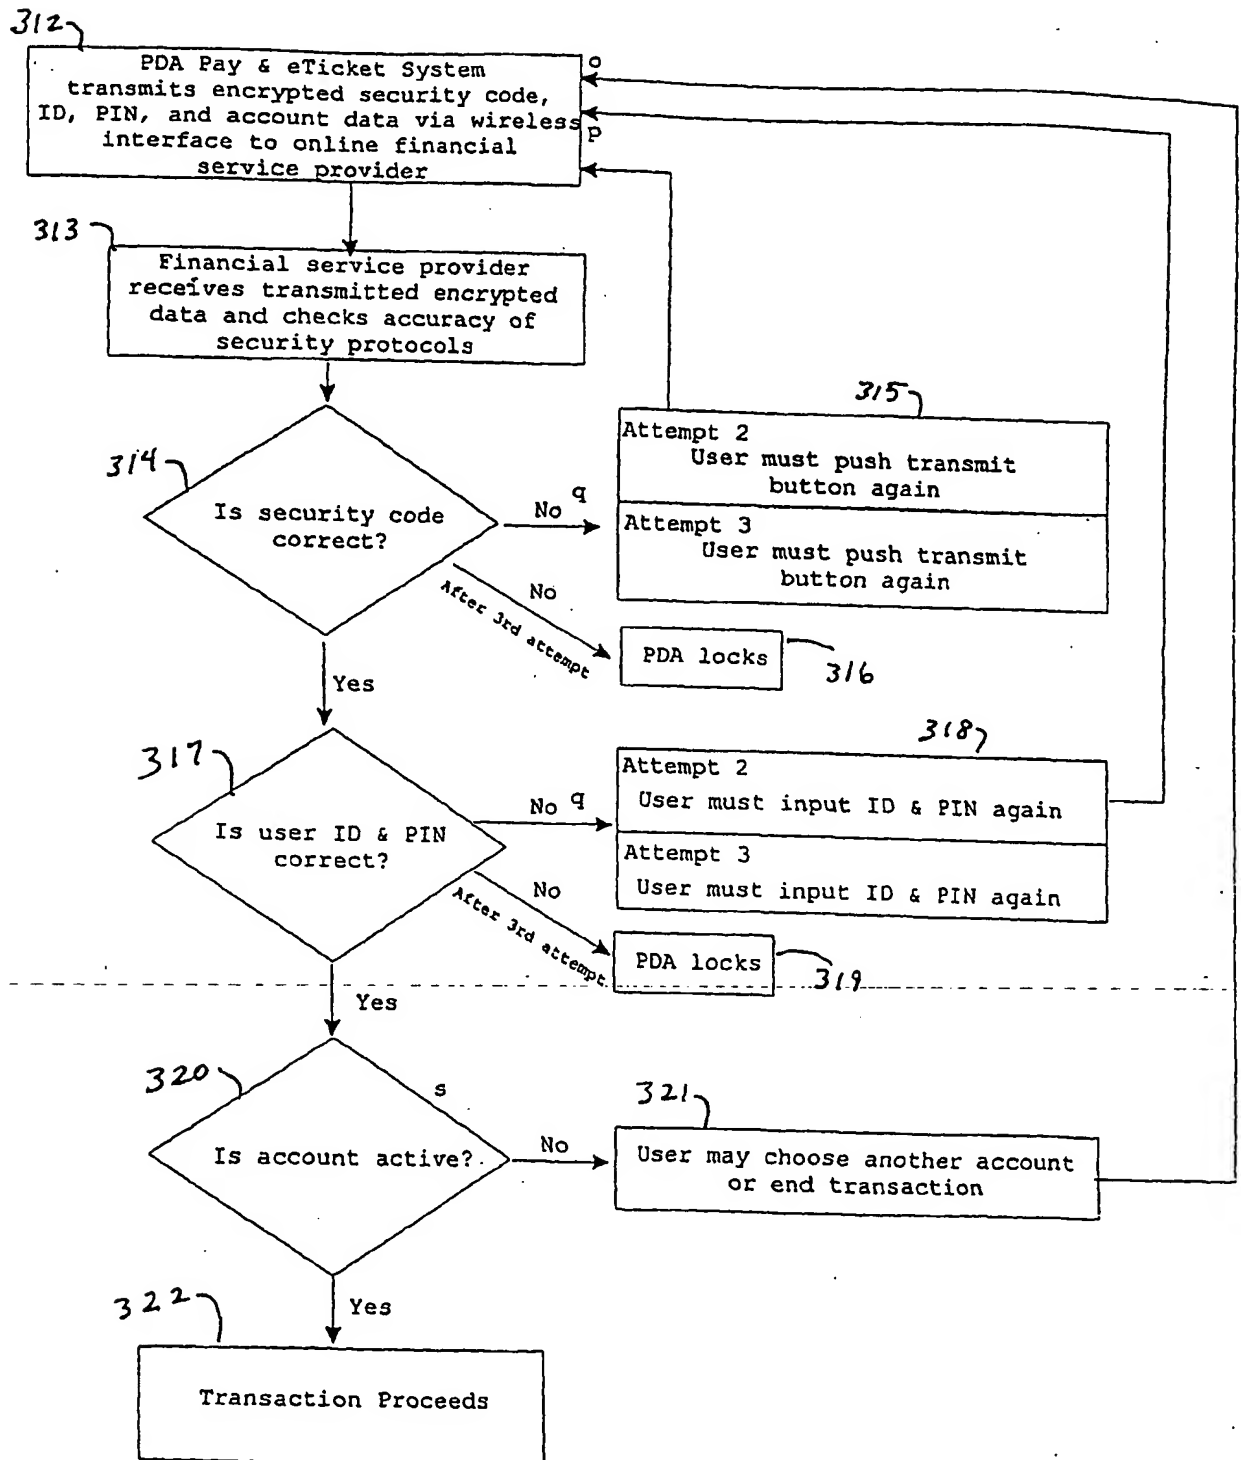 312
PDA Pay & eTicket System
transmits encrypted security code,
ID, PIN, and account data via wireless
interface to online financial
service provider
o
p
313
Financial service provider
receives transmitted encrypted
data and checks accuracy of
security protocols
314
Is security code
correct?
No q
315
Attempt 2
User must push transmit
button again
Attempt 3
User must push transmit
button again
No
After 3rd attempt
PDA locks
316
Yes
317
Is user ID & PIN
correct?
No q
318
Attempt 2
User must input ID & PIN again
Attempt 3
User must input ID & PIN again
No
After 3rd attempt
PDA locks
319
Yes
320
s
Is account active?
No
321
User may choose another account
or end transaction
Yes
322
Transaction Proceeds